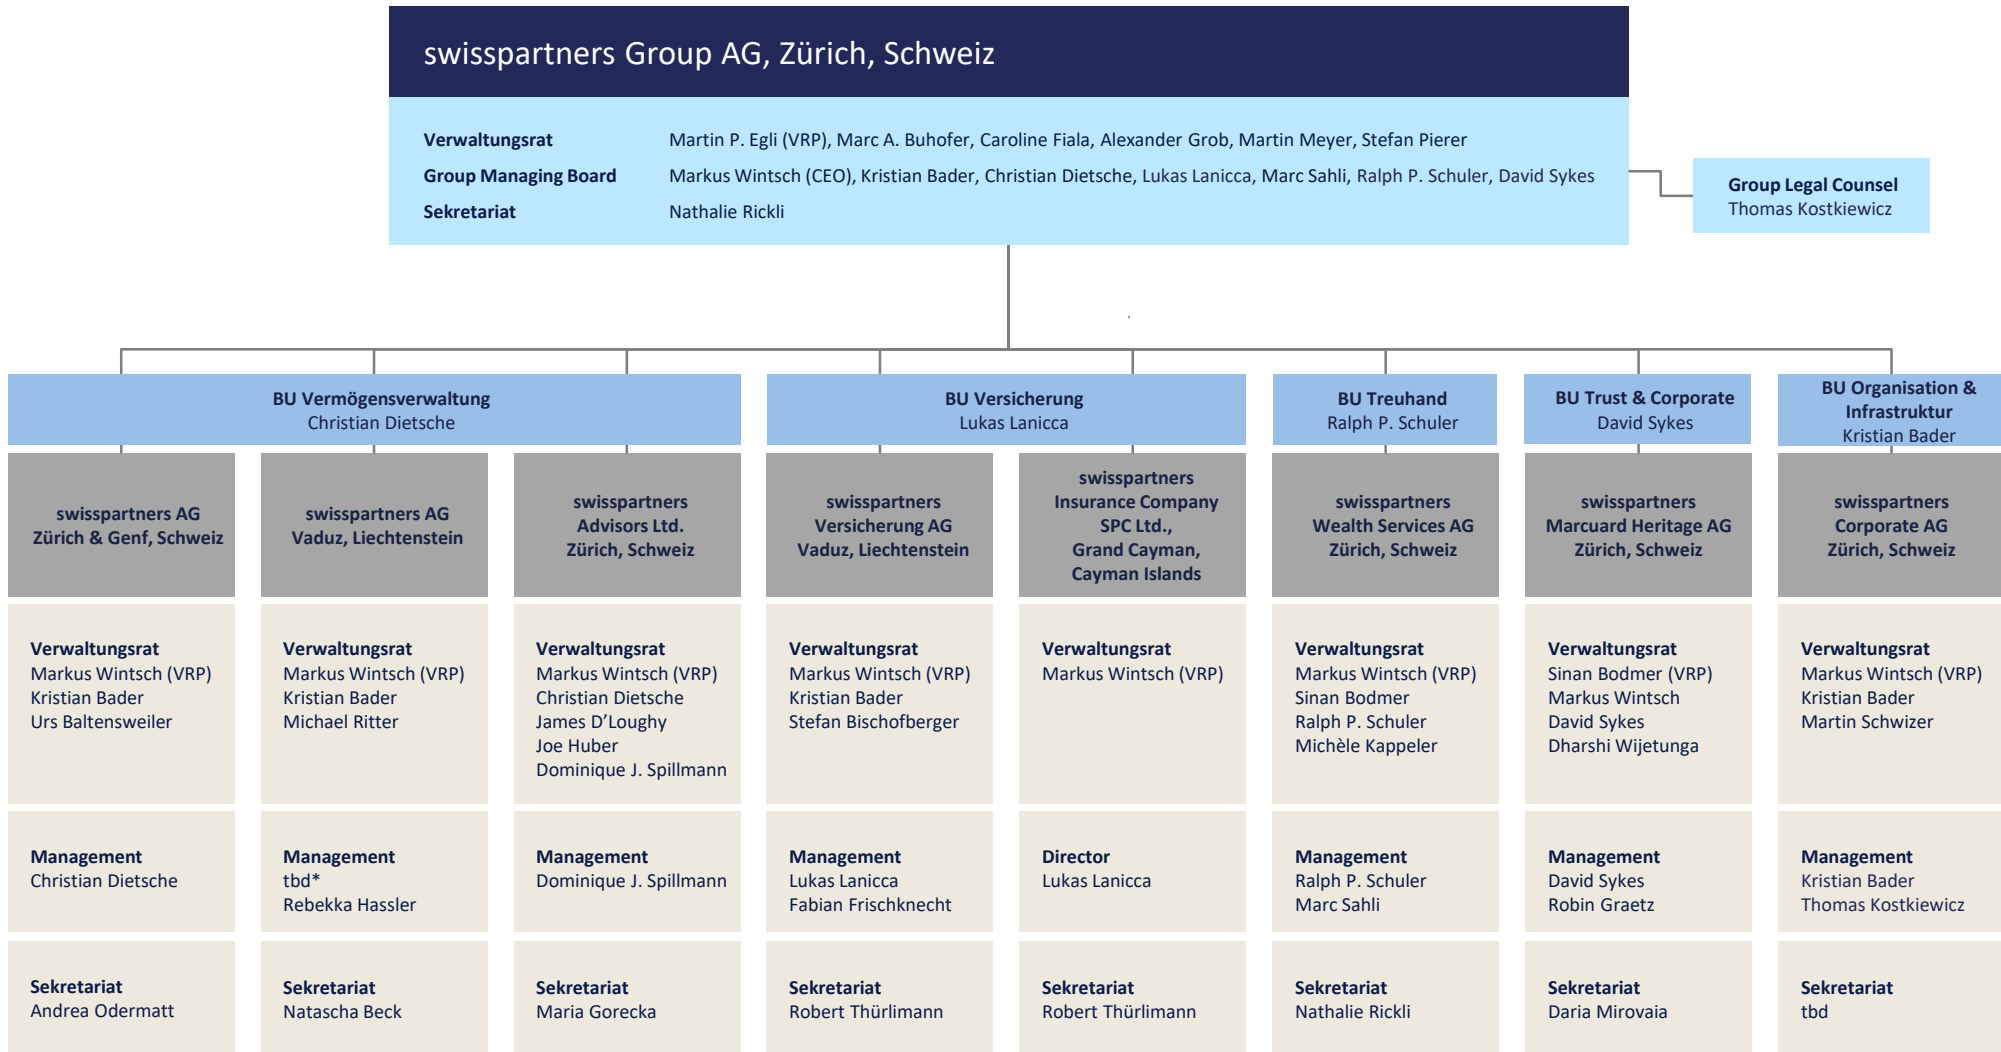 swisspartners Group AG, Zürich, Schweiz
Verwaltungsrat Martin P. Egli (VRP), Marc A. Buhofer, Caroline Fiala, Alexander Grob, Martin Meyer, Stefan Pierer
Group Managing Board Markus Wintsch (CEO), Kristian Bader, Christian Dietsche, Lukas Lanicca, Marc Sahli, Ralph P. Schuler, David Sykes
Sekretariat Nathalie Rickli
Group Legal Counsel
Thomas Kostkiewicz
BU Vermögensverwaltung
Christian Dietsche
BU Versicherung
Lukas Lanicca
BU Treuhand
Ralph P. Schuler
BU Trust & Corporate
David Sykes
BU Organisation &
Infrastruktur
Kristian Bader
swisspartners AG
Zürich & Genf, Schweiz
swisspartners AG
Vaduz, Liechtenstein
swisspartners
Advisors Ltd.
Zürich, Schweiz
swisspartners
Versicherung AG
Vaduz, Liechtenstein
swisspartners
Insurance Company
SPC Ltd.,
Grand Cayman,
Cayman Islands
swisspartners
Wealth Services AG
Zürich, Schweiz
swisspartners
Marcuard Heritage AG
Zürich, Schweiz
swisspartners
Corporate AG
Zürich, Schweiz
Verwaltungsrat
Markus Wintsch (VRP)
Kristian Bader
Urs Baltensweiler
Verwaltungsrat
Markus Wintsch (VRP)
Kristian Bader
Michael Ritter
Verwaltungsrat
Markus Wintsch (VRP)
Christian Dietsche
James D’Loughy
Joe Huber
Dominique J. Spillmann
Verwaltungsrat
Markus Wintsch (VRP)
Kristian Bader
Stefan Bischofberger
Verwaltungsrat
Markus Wintsch (VRP)
Verwaltungsrat
Markus Wintsch (VRP)
Sinan Bodmer
Ralph P. Schuler
Michèle Kappeler
Verwaltungsrat
Sinan Bodmer (VRP)
Markus Wintsch
David Sykes
Dharshi Wijetunga
Verwaltungsrat
Markus Wintsch (VRP)
Kristian Bader
Martin Schwizer
Management
Christian Dietsche
Management
tbd*
Rebekka Hassler
Management
Dominique J. Spillmann
Management
Lukas Lanicca
Fabian Frischknecht
Director
Lukas Lanicca
Management
Ralph P. Schuler
Marc Sahli
Management
David Sykes
Robin Graetz
Management
Kristian Bader
Thomas Kostkiewicz
Sekretariat
Andrea Odermatt
Sekretariat
Natascha Beck
Sekretariat
Maria Gorecka
Sekretariat
Robert Thürlimann
Sekretariat
Robert Thürlimann
Sekretariat
Nathalie Rickli
Sekretariat
Daria Mirovaia
Sekretariat
tbd